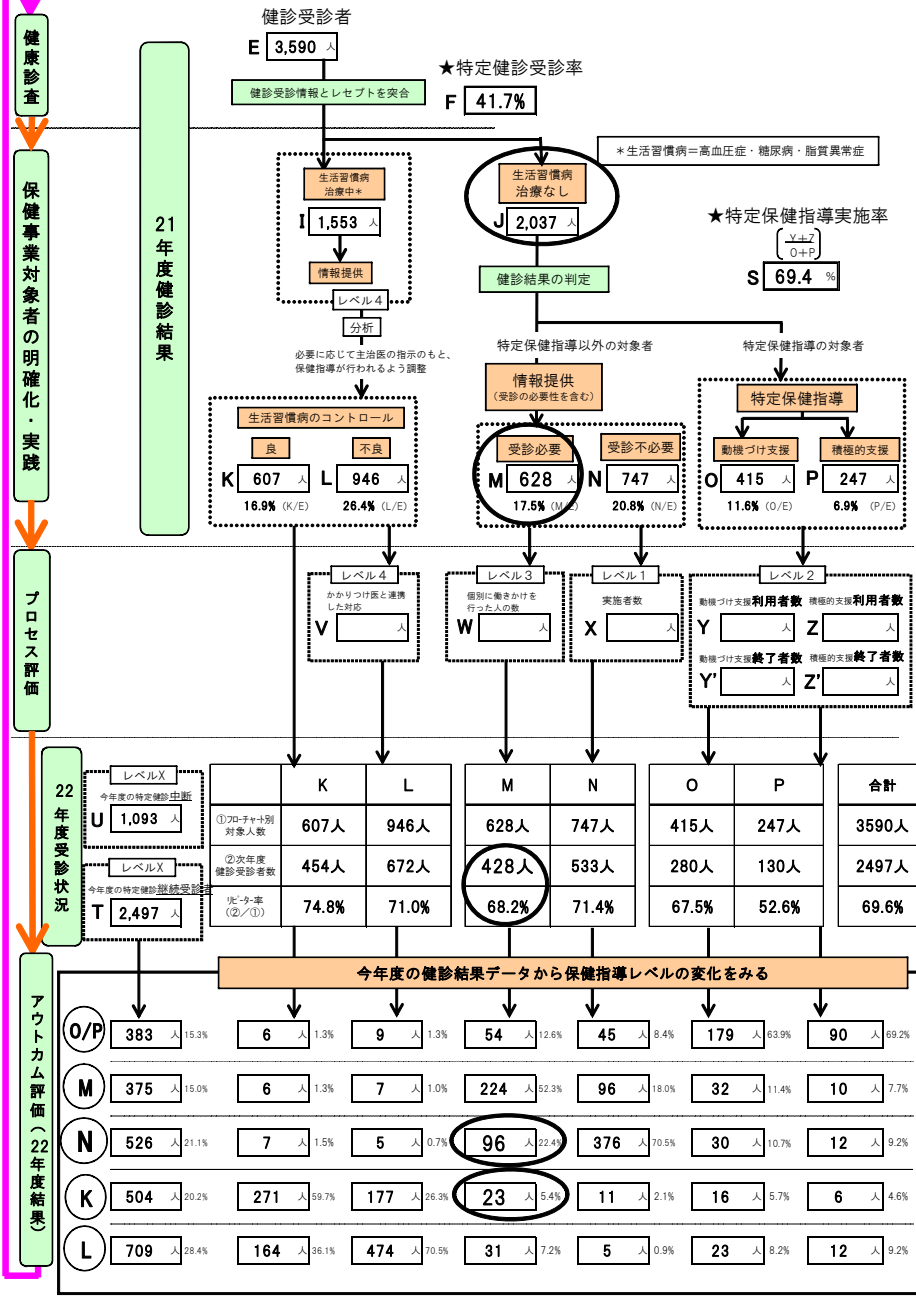 健診受診者
E 3,590 人
健康診査
健診受診情報とレセプトを突合
★特定健診受診率
F 41.7%
*生活習慣病=高血圧症・糖尿病・脂質異常症
保健事業対象者の明確化・実践
21年度健診結果
生活習慣病
治療中*
I 1,553 人
情報提供
レベル4
分析
必要に応じて主治医の指示のもと、
保健指導が行われるよう調整
生活習慣病
治療なし
J 2,037 人
健診結果の判定
★特定保健指導実施率
Y+Z
O+P
S 69.4 %
特定保健指導以外の対象者
特定保健指導の対象者
情報提供
(受診の必要性を含む)
特定保健指導
生活習慣病のコントロール
良
不良
K 607 人
L 946 人
16.9% (K/E)
26.4% (L/E)
受診必要
受診不必要
M 628 人
N 747 人
17.5% (M/E)
20.8% (N/E)
動機づけ支援
積極的支援
O 415 人
P 247 人
11.6% (O/E)
6.9% (P/E)
プロセス評価
レベル4
かかりつけ医と連携
した対応
V 人
レベル3
個別に働きかけを
行った人の数
W 人
レベル1
実施者数
X 人
レベル2
動機づけ支援利用者数 積極的支援利用者数
Y 人 Z 人
動機づけ支援終了者数 積極的支援終了者数
Y' 人 Z' 人
22年度受診状況
レベルX
今年度の特定健診中断
U 1,093 人
レベルX
今年度の特定健診継続受診者
T 2,497 人
K L M N O P 合計
①フローチャート別
対象人数
607人 946人 628人 747人 415人 247人 3590人
②次年度
健診受診者数
454人 672人 428人 533人 280人 130人 2497人
リピーター率
(②/①)
74.8% 71.0% 68.2% 71.4% 67.5% 52.6% 69.6%
アウトカム評価(22年度結果)
今年度の健診結果データから保健指導レベルの変化をみる
O/P 383 人 15.3% 6 人 1.3% 9 人 1.3% 54 人 12.6% 45 人 8.4% 179 人 63.9% 90 人 69.2%
M 375 人 15.0% 6 人 1.3% 7 人 1.0% 224 人 52.3% 96 人 18.0% 32 人 11.4% 10 人 7.7%
N 526 人 21.1% 7 人 1.5% 5 人 0.7% 96 人 22.4% 376 人 70.5% 30 人 10.7% 12 人 9.2%
K 504 人 20.2% 271 人 59.7% 177 人 26.3% 23 人 5.4% 11 人 2.1% 16 人 5.7% 6 人 4.6%
L 709 人 28.4% 164 人 36.1% 474 人 70.5% 31 人 7.2% 5 人 0.9% 23 人 8.2% 12 人 9.2%